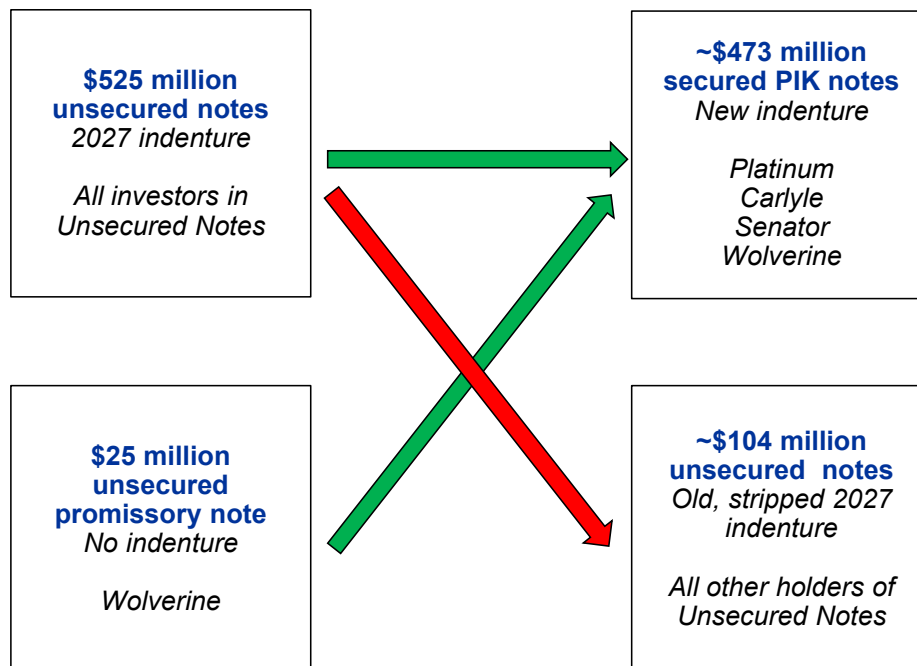 $525 million
unsecured notes
2027 indenture
All investors in
Unsecured Notes
~$473 million
secured PIK notes
New indenture
Platinum
Carlyle
Senator
Wolverine
$25 million
unsecured
promissory note
No indenture
Wolverine
~$104 million
unsecured  notes
Old, stripped 2027
indenture
All other holders of
Unsecured Notes